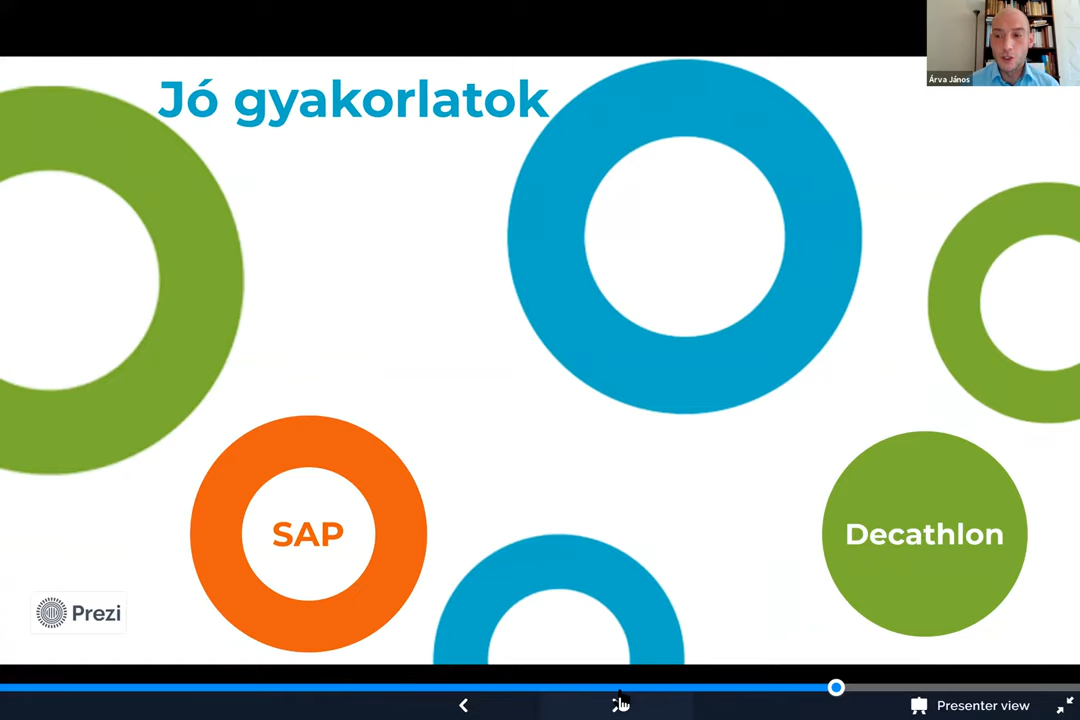 Árva János
Jó gyakorlatok
SAP
Decathlon
Prezi
Presenter view